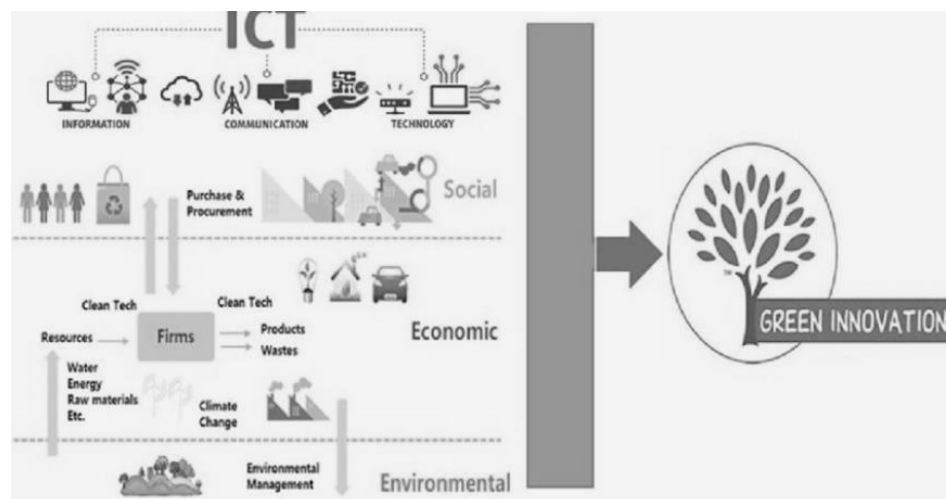 ICT
INFORMATION
COMMUNICATION
TECHNOLOGY
Purchase &
Procurement
Social
Clean Tech
Clean Tech
Resources
Firms
Products
Wastes
Economic
Water
Energy
Raw materials
Etc.
Climate
Change
Environmental
Management
Environmental
TM
GREEN INNOVATION